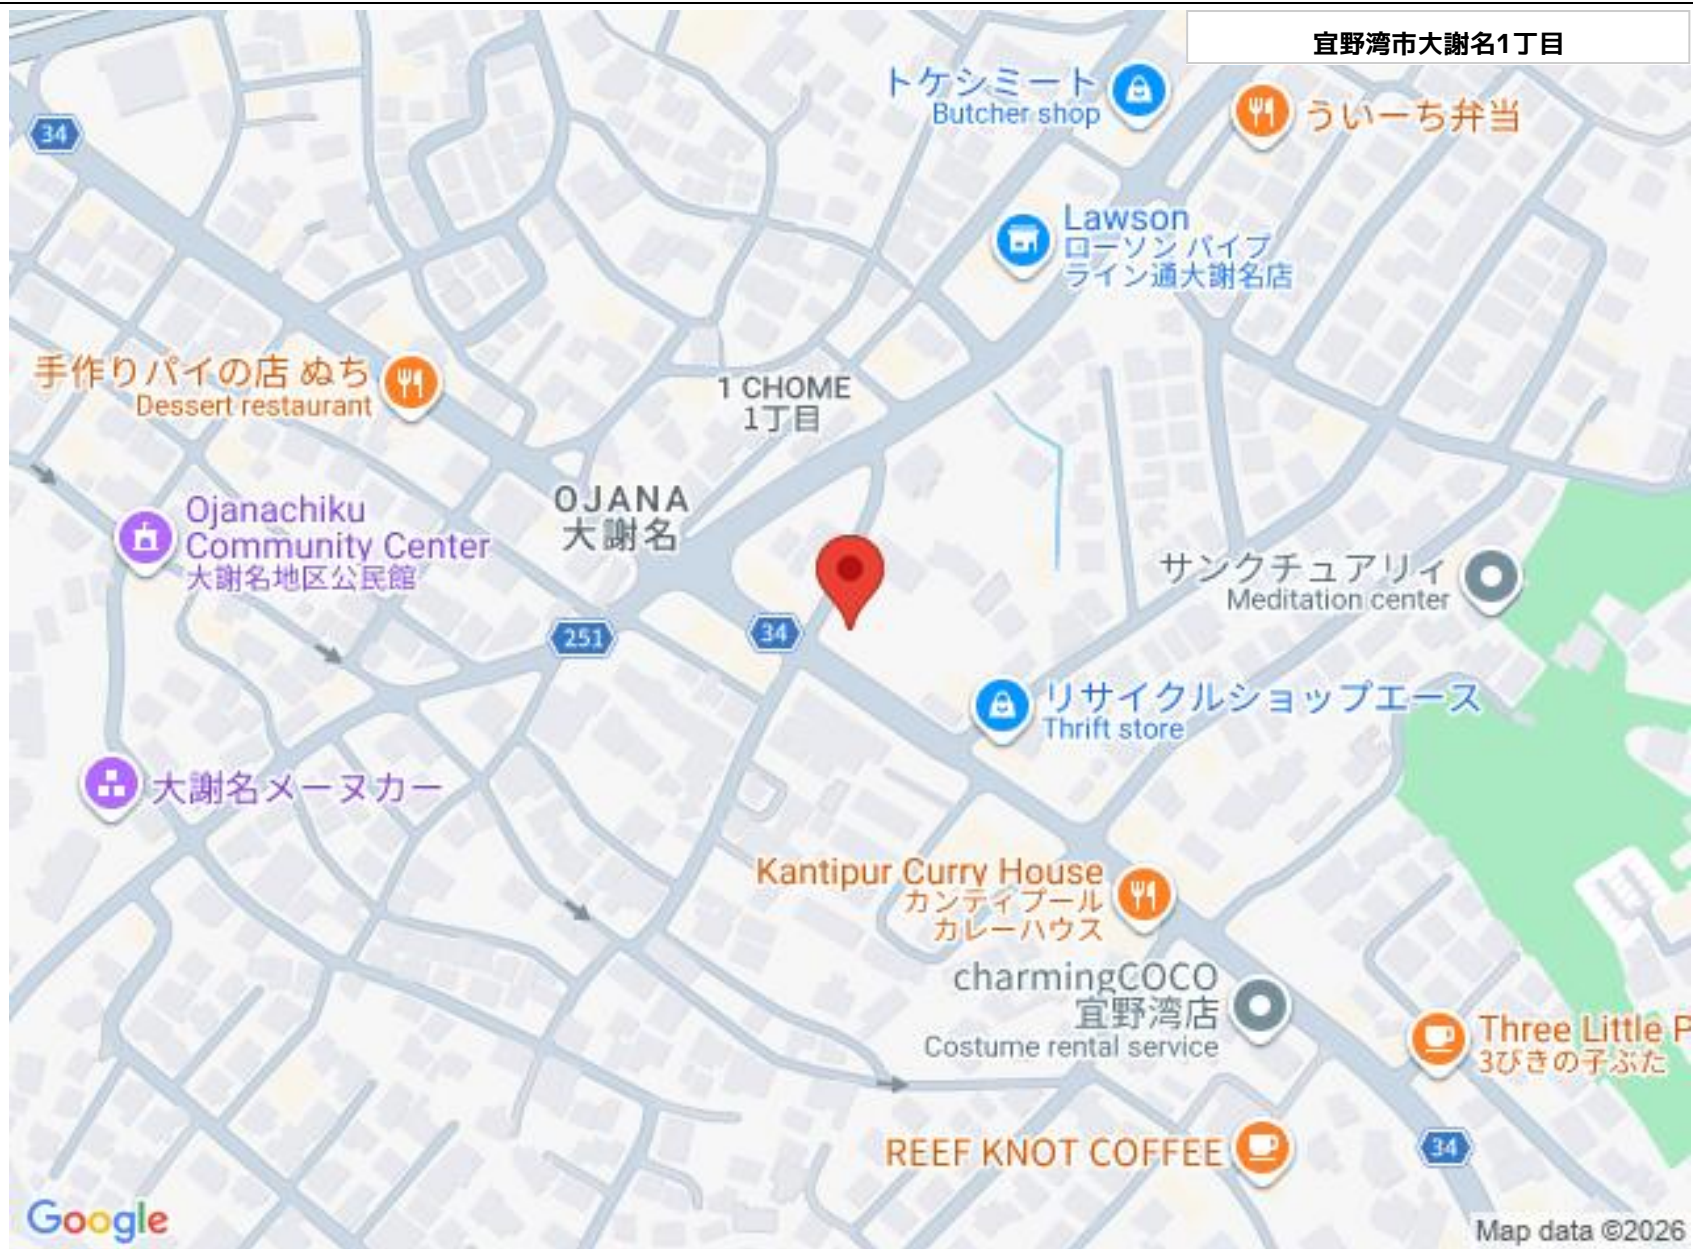 宜野湾市大謝名1丁目
トケシミート
Butcher shop
ういーち弁当
34
Lawson
ローソン パイプ
ライン通大謝名店
手作りパイの店 ぬち
Dessert restaurant
1 CHOME
1丁目
OJANA
大謝名
Ojanachiku
Community Center
大謝名地区公民館
サンクチュアリィ
Meditation center
251
34
リサイクルショップエース
Thrift store
大謝名メーヌカー
Kantipur Curry House
カンティプール
カレーハウス
charmingCOCO
宜野湾店
Costume rental service
Three Little P
3びきの子ぶた
REEF KNOT COFFEE
34
Google
Map data ©2026